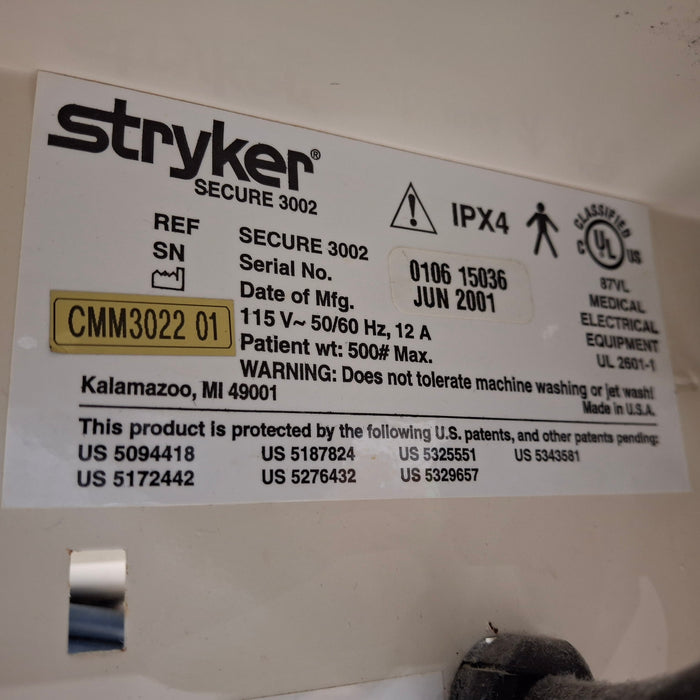 stryker®
SECURE 3002
IPX4
CLASSIFIED
C UL US
87VL
MEDICAL
ELECTRICAL
EQUIPMENT
UL 2601-1
REF SECURE 3002
SN Serial No. 0106 15036
Date of Mfg. JUN 2001
CMM3022 01
115 V~ 50/60 Hz, 12 A
Patient wt: 500# Max.
WARNING: Does not tolerate machine washing or jet wash!
Kalamazoo, MI 49001
Made in U.S.A.
This product is protected by the following U.S. patents, and other patents pending:
US 5094418 US 5187824 US 5325551 US 5343581
US 5172442 US 5276432 US 5329657